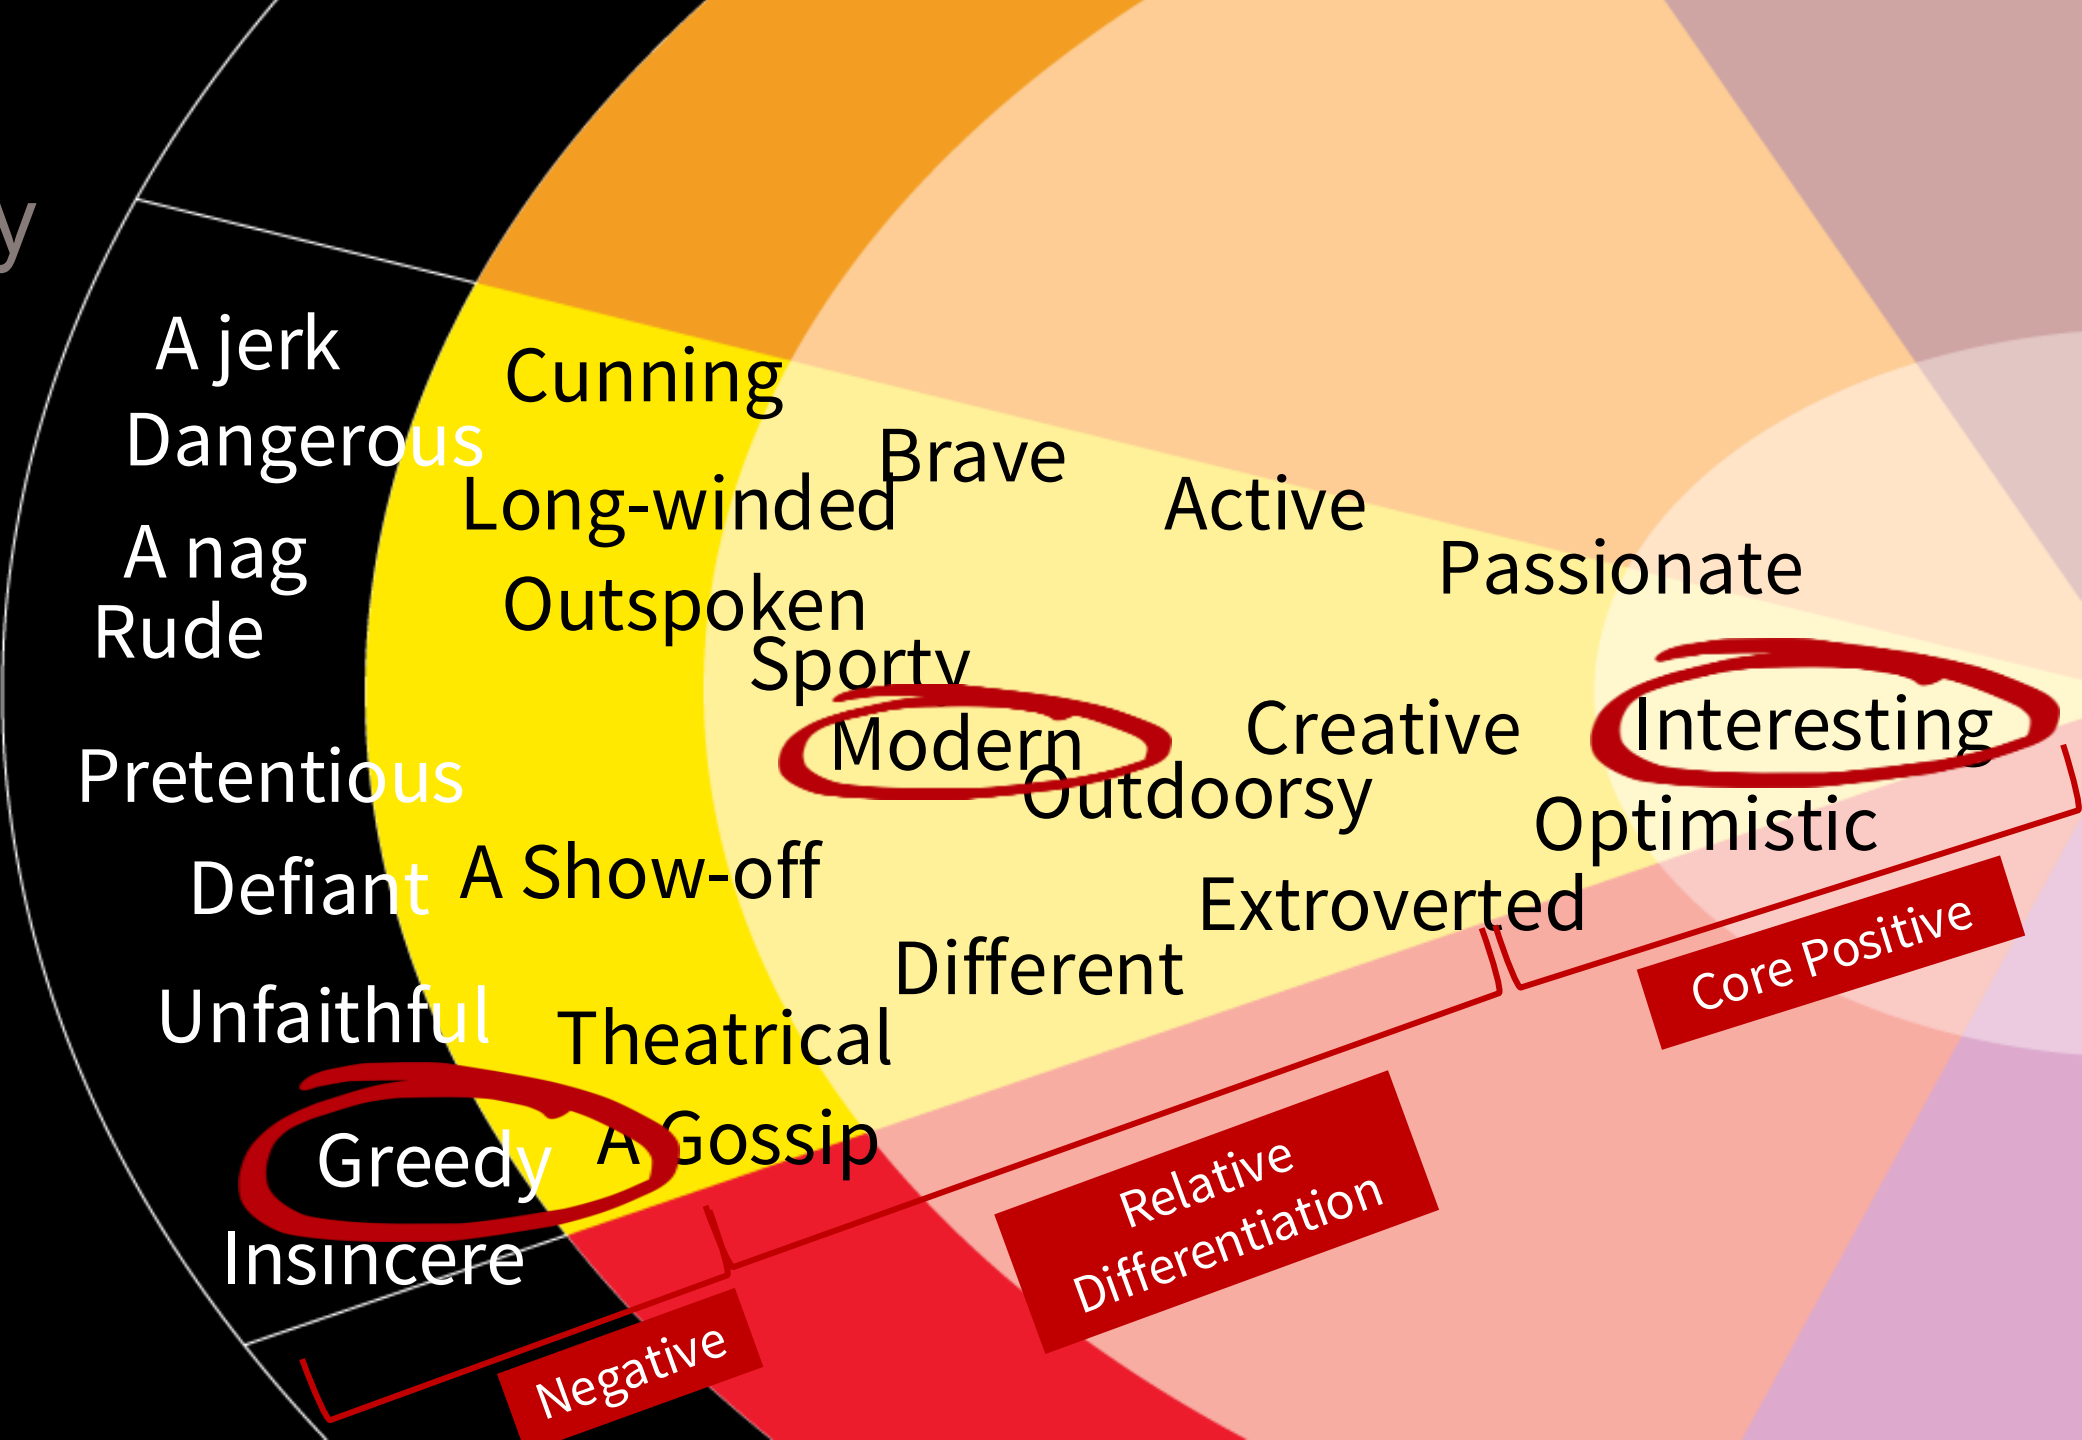 y
A jerk
Cunning
Dangerous
Brave
Long-winded
Active
A nag
Passionate
Outspoken
Rude
Sporty
Interesting
Modern
Creative
Pretentious
Outdoorsy
Optimistic
A Show-off
Defiant
Extroverted
Different
Core Positive
Unfaithful
Theatrical
A Gossip
Greedy
Relative
Differentiation
Insincere
Negative